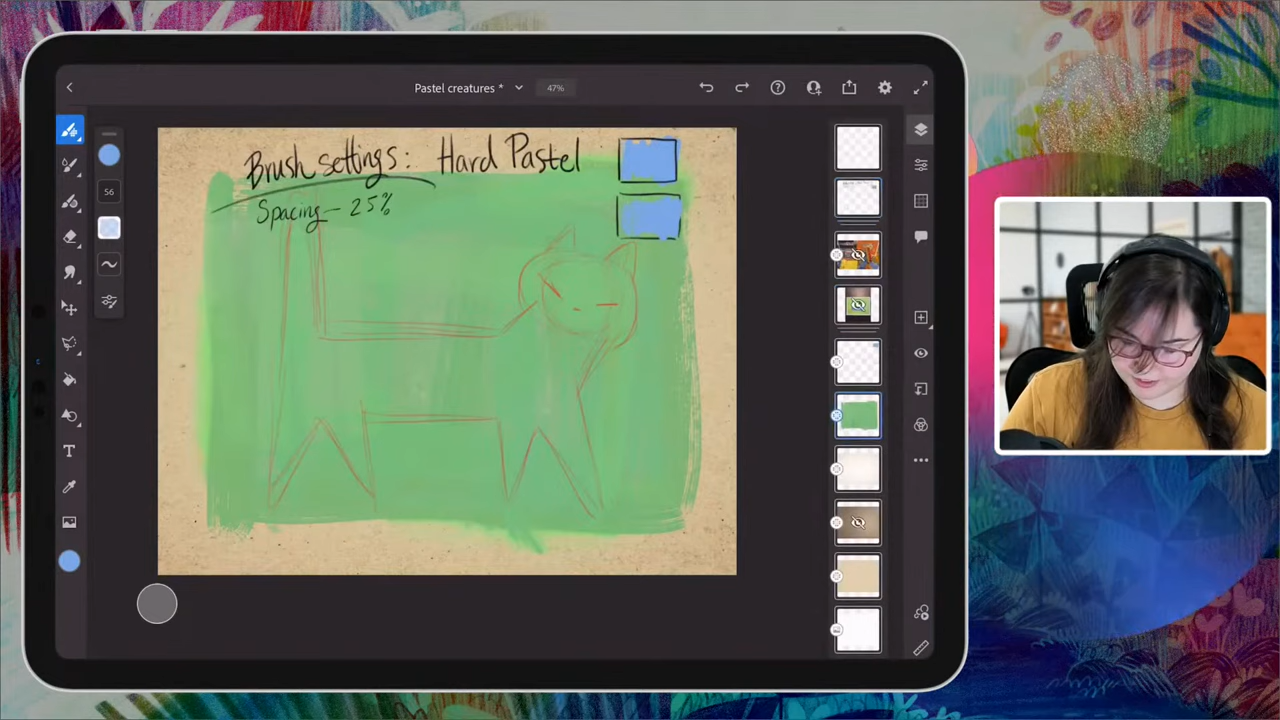 Pastel creatures *
47%
56
Brush settings: Hard Pastel
Spacing - 25%